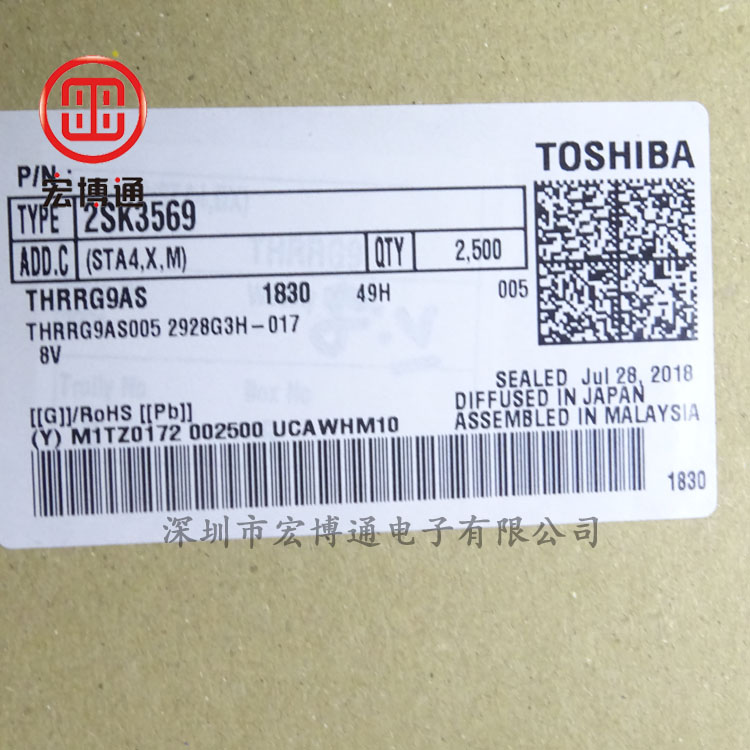 宏博通
TOSHIBA
P/N :
TYPE 2SK3569
ADD.C (STA4,X,M) QTY 2,500
THRRG9AS 1830 49H 005
THRRG9AS005 2928G3H-017
8V
SEALED Jul 28, 2018
DIFFUSED IN JAPAN
[[G]]/RoHS [[Pb]]
ASSEMBLED IN MALAYSIA
(Y) M1TZ0172 002500 UCAWHM10
1830
深圳市宏博通电子有限公司